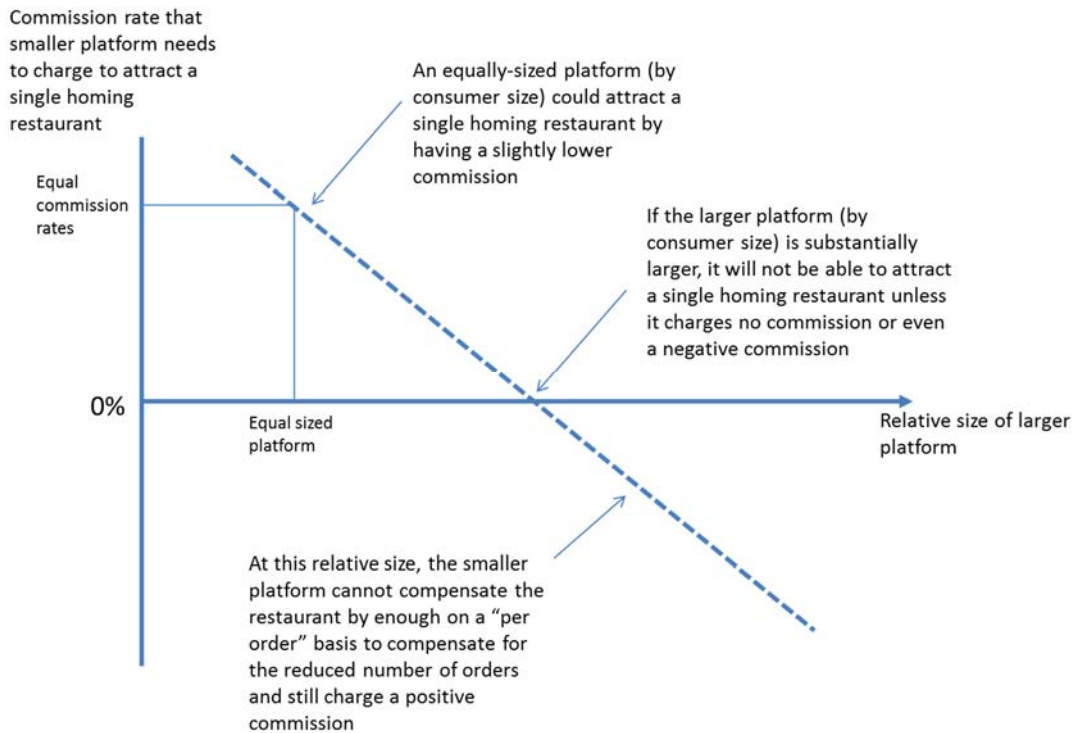 Commission rate that
smaller platform needs
to charge to attract a
single homing
restaurant
An equally-sized platform (by
consumer size) could attract a
single homing restaurant by
having a slightly lower
commission
Equal
commission
rates
If the larger platform (by
consumer size) is substantially
larger, it will not be able to attract
a single homing restaurant unless
it charges no commission or even
a negative commission
0%
Equal sized
platform
Relative size of larger
platform
At this relative size, the smaller
platform cannot compensate the
restaurant by enough on a “per
order” basis to compensate for
the reduced number of orders
and still charge a positive
commission